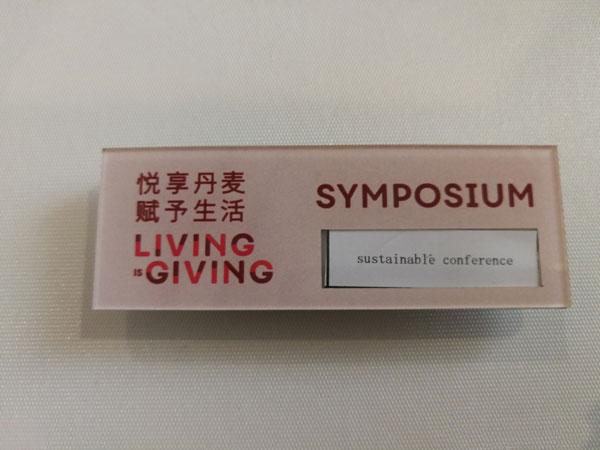 悦享丹麦
赋予生活
LIVING
IS GIVING
SYMPOSIUM
sustainable conference